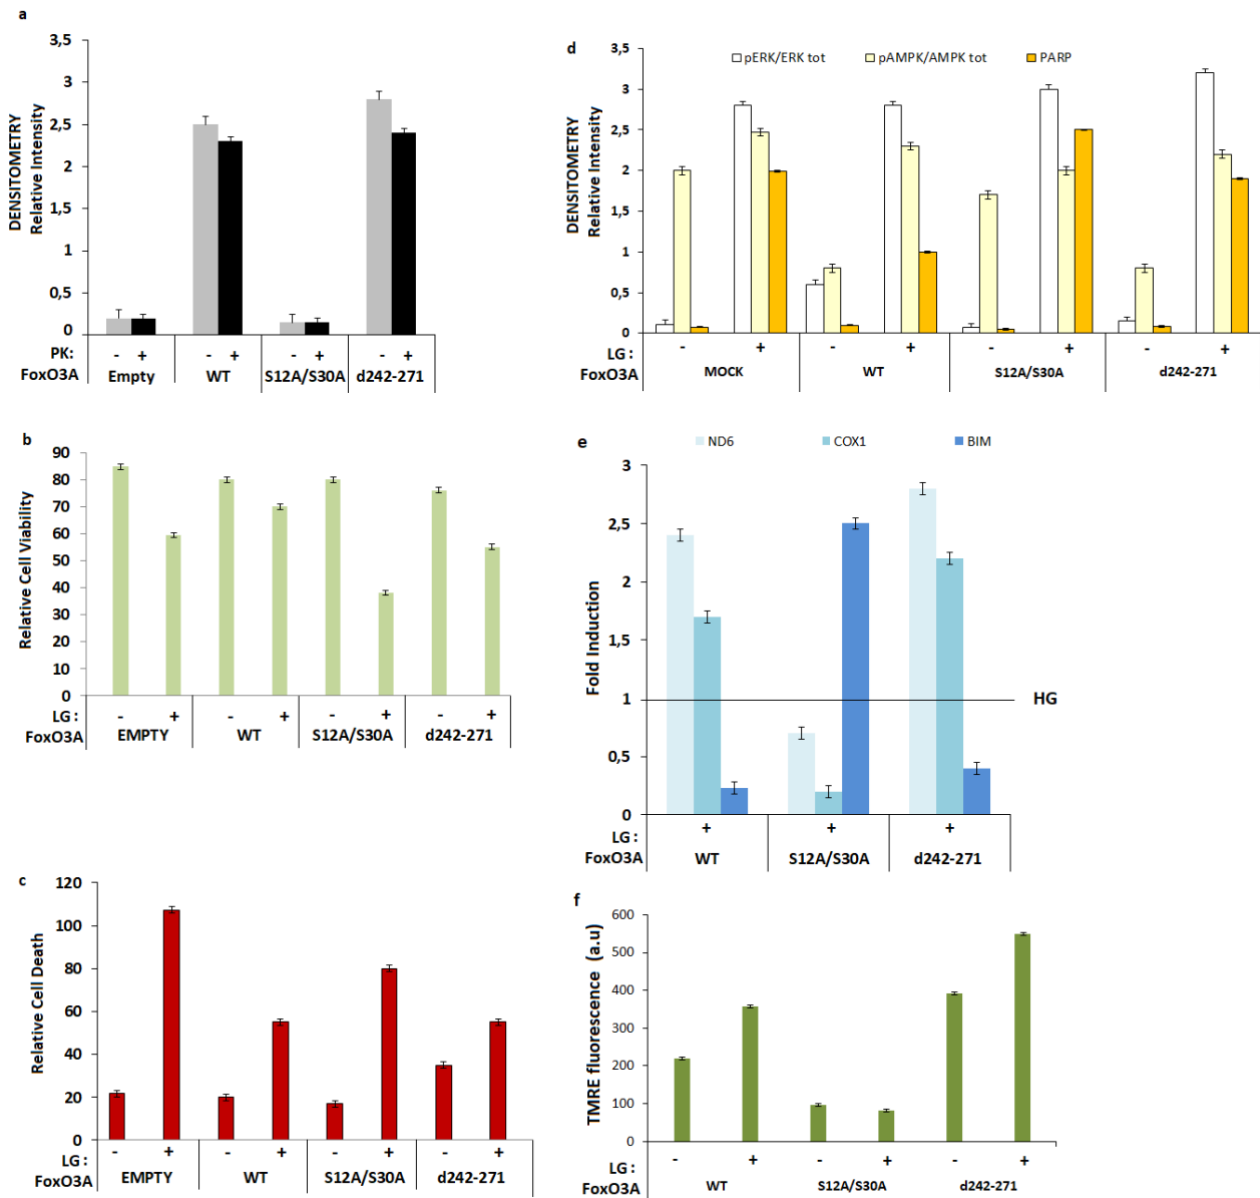 a
DENSITOMETRY
Relative Intensity
3,5
3
2,5
2
1,5
1
0,5
0
PK: - + - + - + - +
FoxO3A Empty WT S12A/S30A d242-271
b
Relative Cell Viability
90
80
70
60
50
40
30
20
10
0
LG: - + - + - + - +
FoxO3A EMPTY WT S12A/S30A d242-271
c
Relative Cell Death
120
100
80
60
40
20
0
LG: - + - + - + - +
FoxO3A EMPTY WT S12A/S30A d242-271
d
DENSITOMETRY
Relative Intensity
pERK/ERK tot pAMPK/AMPK tot PARP
3,5
3
2,5
2
1,5
1
0,5
0
LG: - + - + - + - +
FoxO3A MOCK WT S12A/S30A d242-271
e
ND6 COX1 BIM
Fold Induction
3
2,5
2
1,5
1
0,5
0
HG
LG: + + +
FoxO3A WT S12A/S30A d242-271
f
TMRE fluorescence (a.u)
600
500
400
300
200
100
0
LG: - + - + - +
FoxO3A WT S12A/S30A d242-271